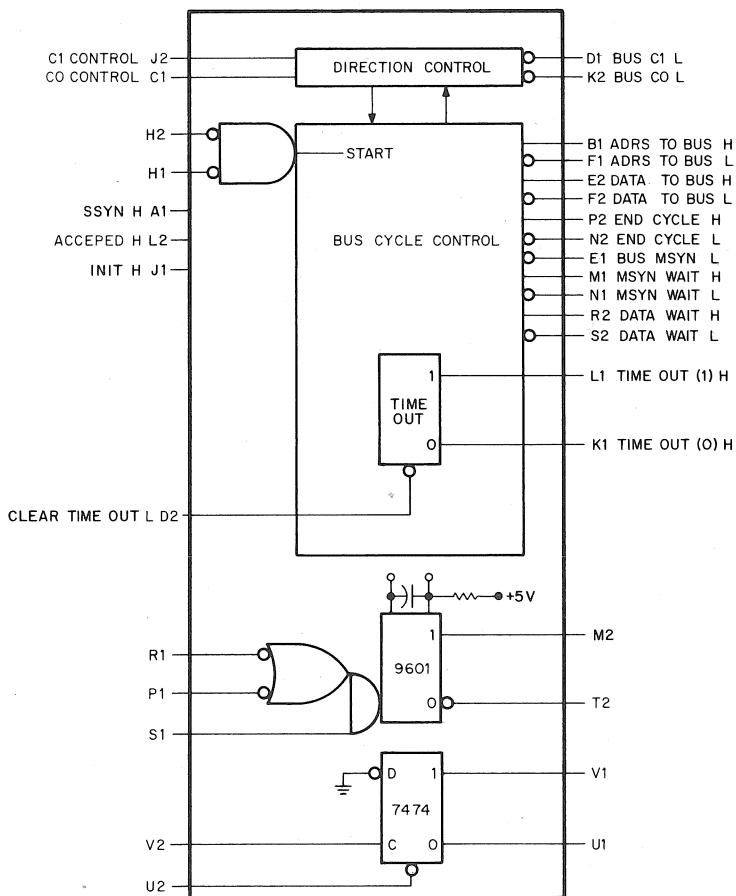 C1 CONTROL J2
CO CONTROL C1
DIRECTION CONTROL
D1 BUS C1 L
K2 BUS CO L
H2
H1
START
SSYN H A1
ACCEPED H L2
INIT H J1
BUS CYCLE CONTROL
B1 ADRS TO BUS H
F1 ADRS TO BUS L
E2 DATA TO BUS H
F2 DATA TO BUS L
P2 END CYCLE H
N2 END CYCLE L
E1 BUS MSYN L
M1 MSYN WAIT H
N1 MSYN WAIT L
R2 DATA WAIT H
S2 DATA WAIT L
1
TIME
OUT
0
L1 TIME OUT (1) H
K1 TIME OUT (0) H
CLEAR TIME OUT L D2
+5V
R1
P1
S1
1
9601
0
M2
T2
D 1
7474
C 0
V1
U1
V2
U2